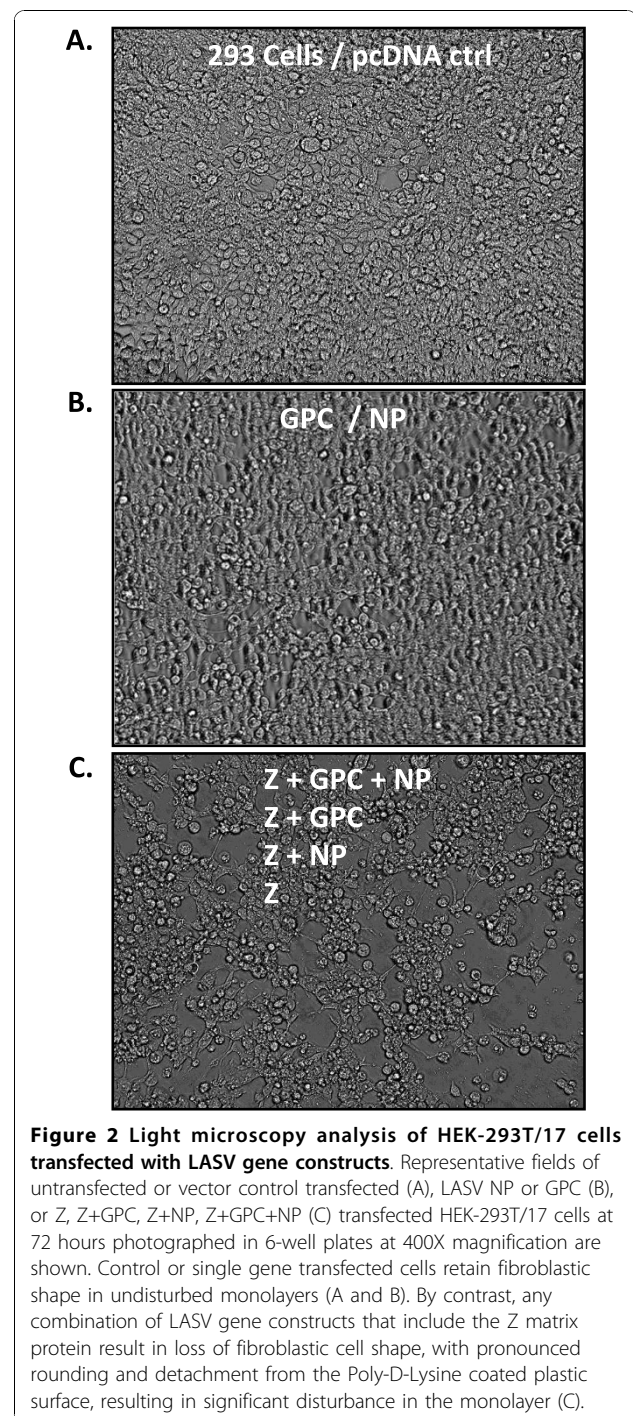 A.
293 Cells / pcDNA ctrl
B.
GPC / NP
C.
Z + GPC + NP
Z + GPC
Z + NP
Z
Figure 2 Light microscopy analysis of HEK-293T/17 cells
transfected with LASV gene constructs. Representative fields of
untransfected or vector control transfected (A), LASV NP or GPC (B),
or Z, Z+GPC, Z+NP, Z+GPC+NP (C) transfected HEK-293T/17 cells at
72 hours photographed in 6-well plates at 400X magnification are
shown. Control or single gene transfected cells retain fibroblastic
shape in undisturbed monolayers (A and B). By contrast, any
combination of LASV gene constructs that include the Z matrix
protein result in loss of fibroblastic cell shape, with pronounced
rounding and detachment from the Poly-D-Lysine coated plastic
surface, resulting in significant disturbance in the monolayer (C).